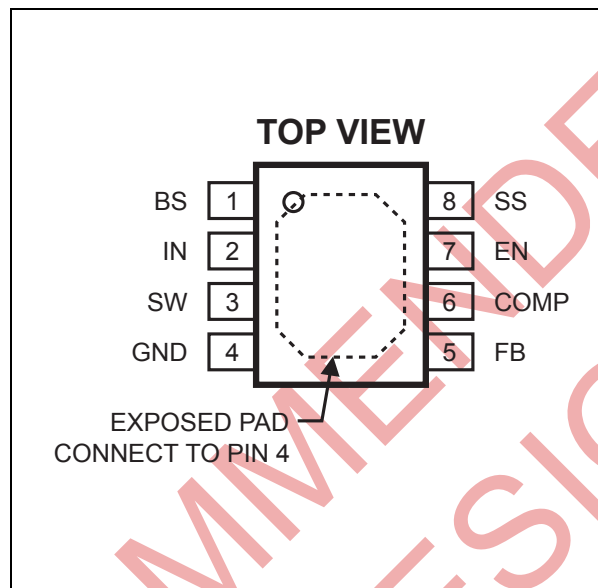 TOP VIEW
BS 1 8 SS
IN 2 7 EN
SW 3 6 COMP
GND 4 5 FB
EXPOSED PAD
CONNECT TO PIN 4